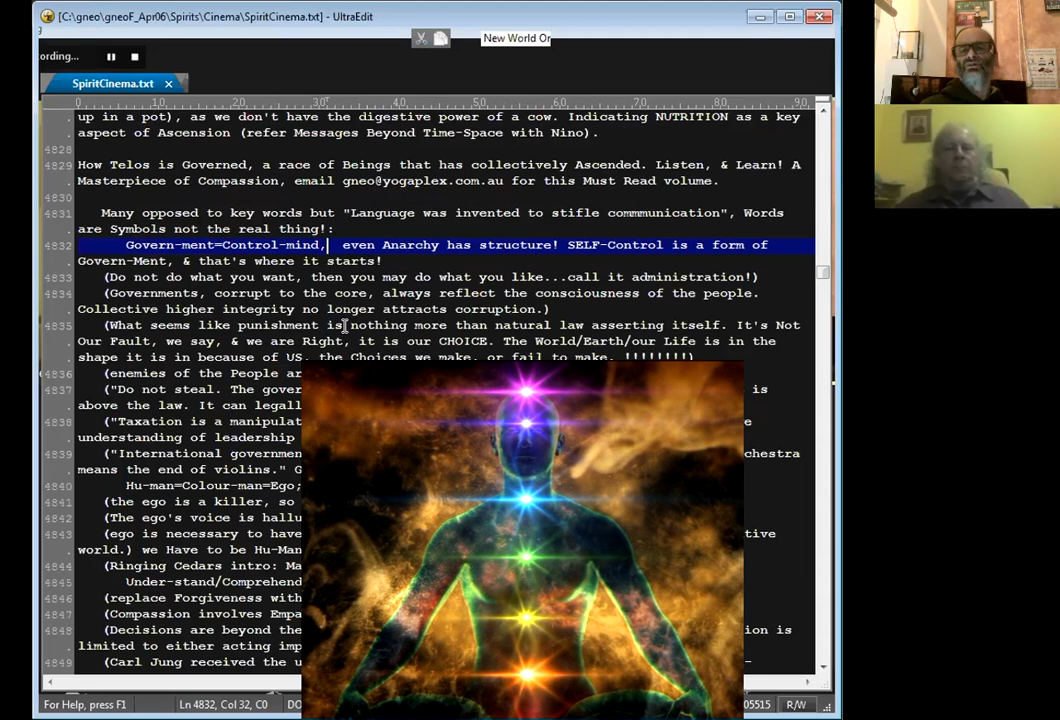 [C:\gneo\gneoF_Apr06\Spirits\Cinema\SpiritCinema.txt] - UltraEdit
New World Or
ording...
SpiritCinema.txt
0 10 20 30 40 50 60 70 80 90
up in a pot), as we don't have the digestive power of a cow. Indicating NUTRITION as a key
aspect of Ascension (refer Messages Beyond Time-Space with Nino).
4828
4829 How Telos is Governed, a race of Beings that has collectively Ascended. Listen, & Learn! A
Masterpiece of Compassion, email gneo@yogaplex.com.au for this Must Read volume.
4830
4831 Many opposed to key words but "Language was invented to stifle commmunication", Words
are Symbols not the real thing!:
4832 Govern-ment=Control-mind, even Anarchy has structure! SELF-Control is a form of
Govern-Ment, & that's where it starts!
4833 (Do not do what you want, then you may do what you like...call it administration!)
4834 (Governments, corrupt to the core, always reflect the consciousness of the people.
Collective higher integrity no longer attracts corruption.)
4835 (What seems like punishment is nothing more than natural law asserting itself. It's Not
Our Fault, we say, & we are Right, it is our CHOICE. The World/Earth/our Life is in the
shape it is in because of US, the Choices we make, or fail to make, !!!!!!!!)
4836 (enemies of the People ar
4837 ("Do not steal. The gover is
above the law. It can legall
4838 ("Taxation is a manipulat e
understanding of leadership
4839 ("International governmen rchestra
means the end of violins." G
4840 Hu-man=Colour-man=Ego;
4841 (the ego is a killer, so
4842 (The ego's voice is hallu
4843 (ego is necessary to have tive
world.) we Have to be Hu-Man
4844 (Ringing Cedars intro: Ma
4845 Under-stand/Comprehend
4846 (replace Forgiveness with
4847 (Compassion involves Empa
4848 (Decisions are beyond the ion is
limited to either acting imp
4849 (Carl Jung received the u
For Help, press F1 Ln 4832, Col 32, C0 DO 05515 R/W